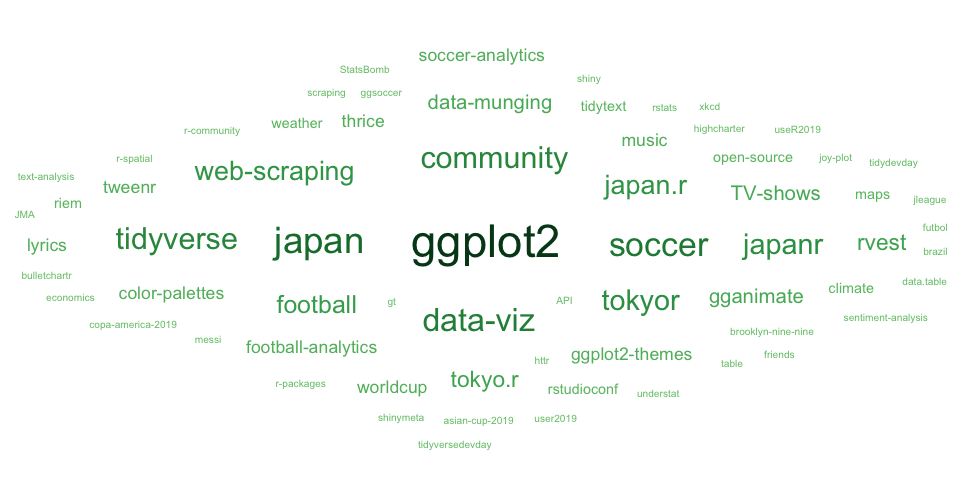 soccer-analytics
StatsBomb
shiny
scraping ggsoccer
data-munging tidytext rstats xkcd
weather thrice
r-community
music highcharter useR2019
r-spatial
community
open-source joy-plot tidydevday
text-analysis
web-scraping
tweenr
japan.r TV-shows maps jleague
riem
JMA
lyrics tidyverse japan ggplot2 soccer japanr rvest
futbol
brazil
bulletchartr
economics color-palettes football gt data-viz API tokyor gganimate climate data.table
copa-america-2019
sentiment-analysis
messi
brooklyn-nine-nine
football-analytics httr ggplot2-themes table friends
r-packages worldcup tokyo.r rstudioconf understat
shinymeta asian-cup-2019 user2019
tidyversedevday